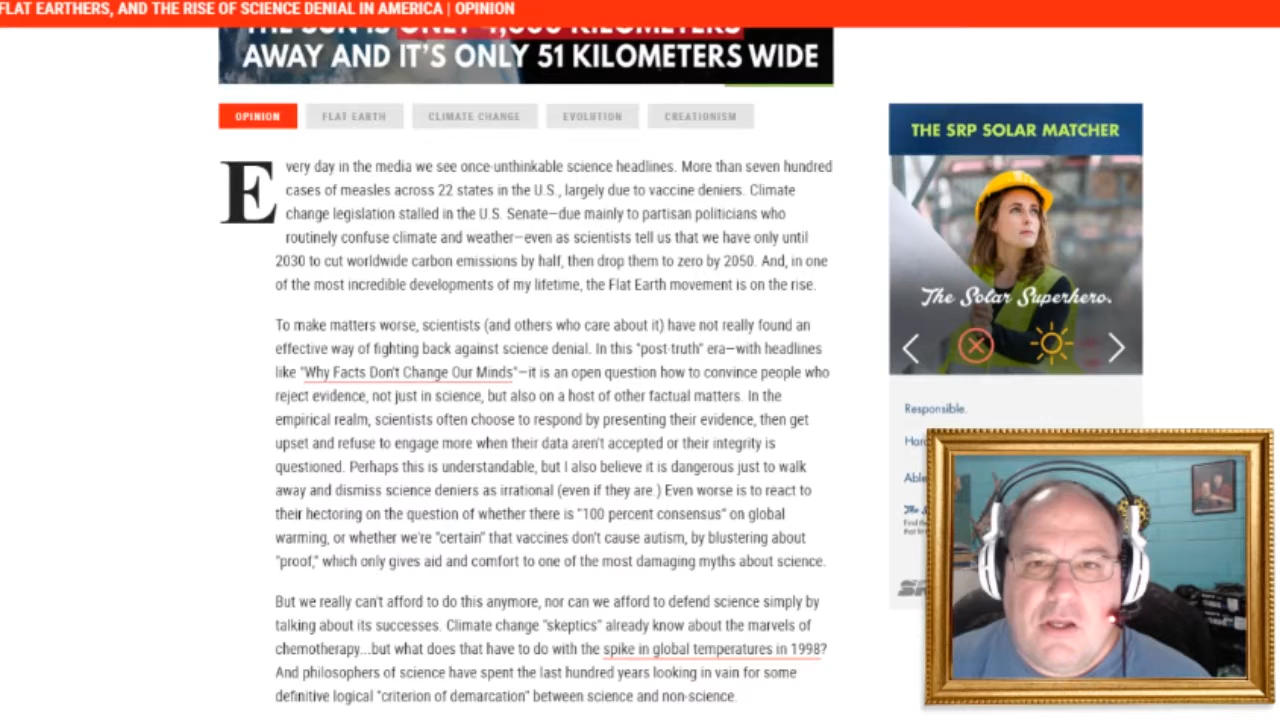 FLAT EARTHERS, AND THE RISE OF SCIENCE DENIAL IN AMERICA | OPINION
THE SUN IS ONLY 4,800 KILOMETERS
AWAY AND IT'S ONLY 51 KILOMETERS WIDE
OPINION
FLAT EARTH
CLIMATE CHANGE
EVOLUTION
CREATIONISM
Every day in the media we see once-unthinkable science headlines. More than seven hundred
cases of measles across 22 states in the U.S., largely due to vaccine deniers. Climate
change legislation stalled in the U.S. Senate—due mainly to partisan politicians who
routinely confuse climate and weather—even as scientists tell us that we have only until
2030 to cut worldwide carbon emissions by half, then drop them to zero by 2050. And, in one
of the most incredible developments of my lifetime, the Flat Earth movement is on the rise.
To make matters worse, scientists (and others who care about it) have not really found an
effective way of fighting back against science denial. In this "post-truth" era—with headlines
like "Why Facts Don't Change Our Minds"—it is an open question how to convince people who
reject evidence, not just in science, but also on a host of other factual matters. In the
empirical realm, scientists often choose to respond by presenting their evidence, then get
upset and refuse to engage more when their data aren't accepted or their integrity is
questioned. Perhaps this is understandable, but I also believe it is dangerous just to walk
away and dismiss science deniers as irrational (even if they are.) Even worse is to react to
their hectoring on the question of whether there is "100 percent consensus" on global
warming, or whether we're "certain" that vaccines don't cause autism, by blustering about
"proof," which only gives aid and comfort to one of the most damaging myths about science.
But we really can't afford to do this anymore, nor can we afford to defend science simply by
talking about its successes. Climate change "skeptics" already know about the marvels of
chemotherapy...but what does that have to do with the spike in global temperatures in 1998?
And philosophers of science have spent the last hundred years looking in vain for some
definitive logical "criterion of demarcation" between science and non-science.
THE SRP SOLAR MATCHER
The Solar Superhero.
Responsible.